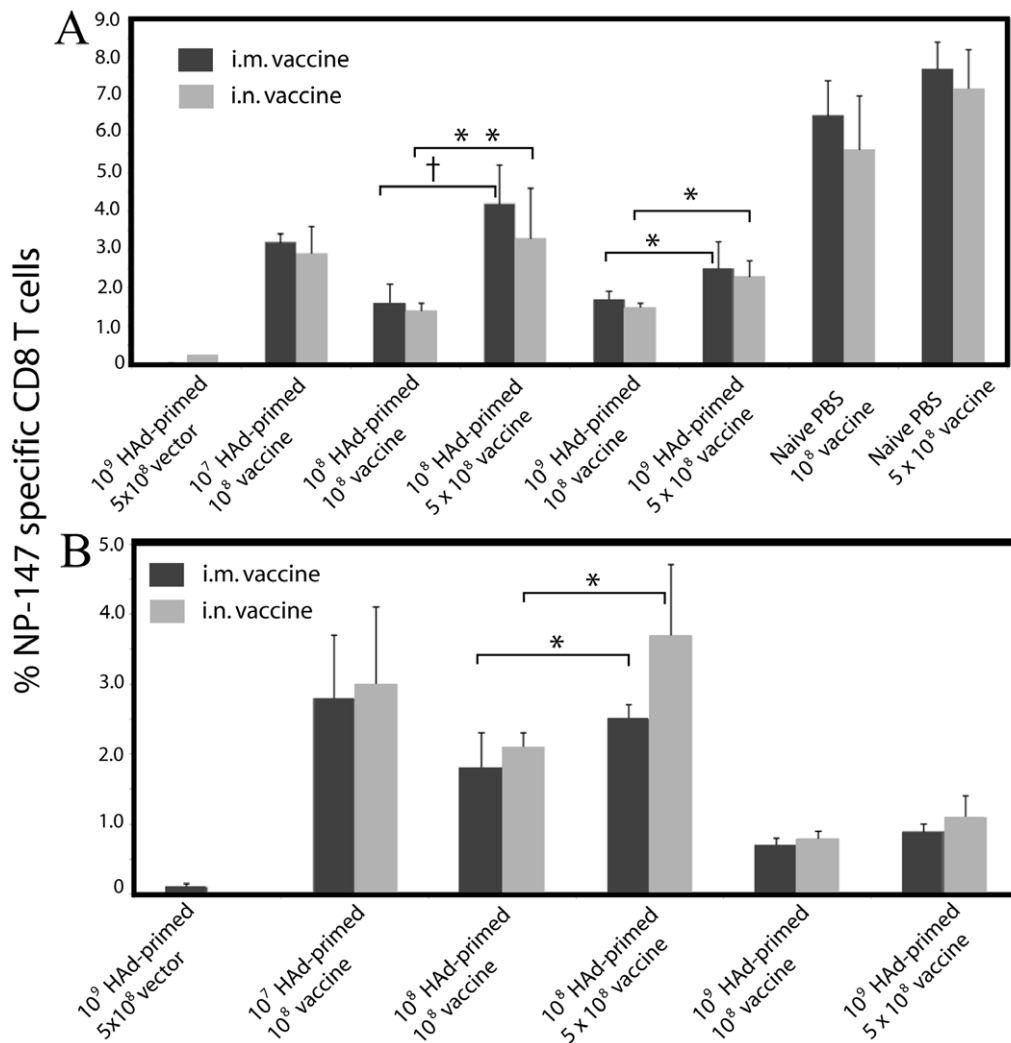 % NP-147 specific CD8 T cells
A
9.0
8.0
7.0
6.0
5.0
4.0
3.0
2.0
1.0
0
i.m. vaccine
i.n. vaccine
* *
†
*
*
10⁹ HAd-primed
5x10⁸ vector
10⁷ HAd-primed
10⁸ vaccine
10⁸ HAd-primed
10⁸ vaccine
10⁸ HAd-primed
5 x 10⁸ vaccine
10⁹ HAd-primed
10⁸ vaccine
10⁹ HAd-primed
5 x 10⁸ vaccine
Naive PBS
10⁸ vaccine
Naive PBS
5 x 10⁸ vaccine
B
5.0
4.0
3.0
2.0
1.0
0
i.m. vaccine
i.n. vaccine
*
*
10⁹ HAd-primed
5x10⁸ vector
10⁷ HAd-primed
10⁸ vaccine
10⁸ HAd-primed
10⁸ vaccine
10⁸ HAd-primed
5 x 10⁸ vaccine
10⁹ HAd-primed
10⁸ vaccine
10⁹ HAd-primed
5 x 10⁸ vaccine